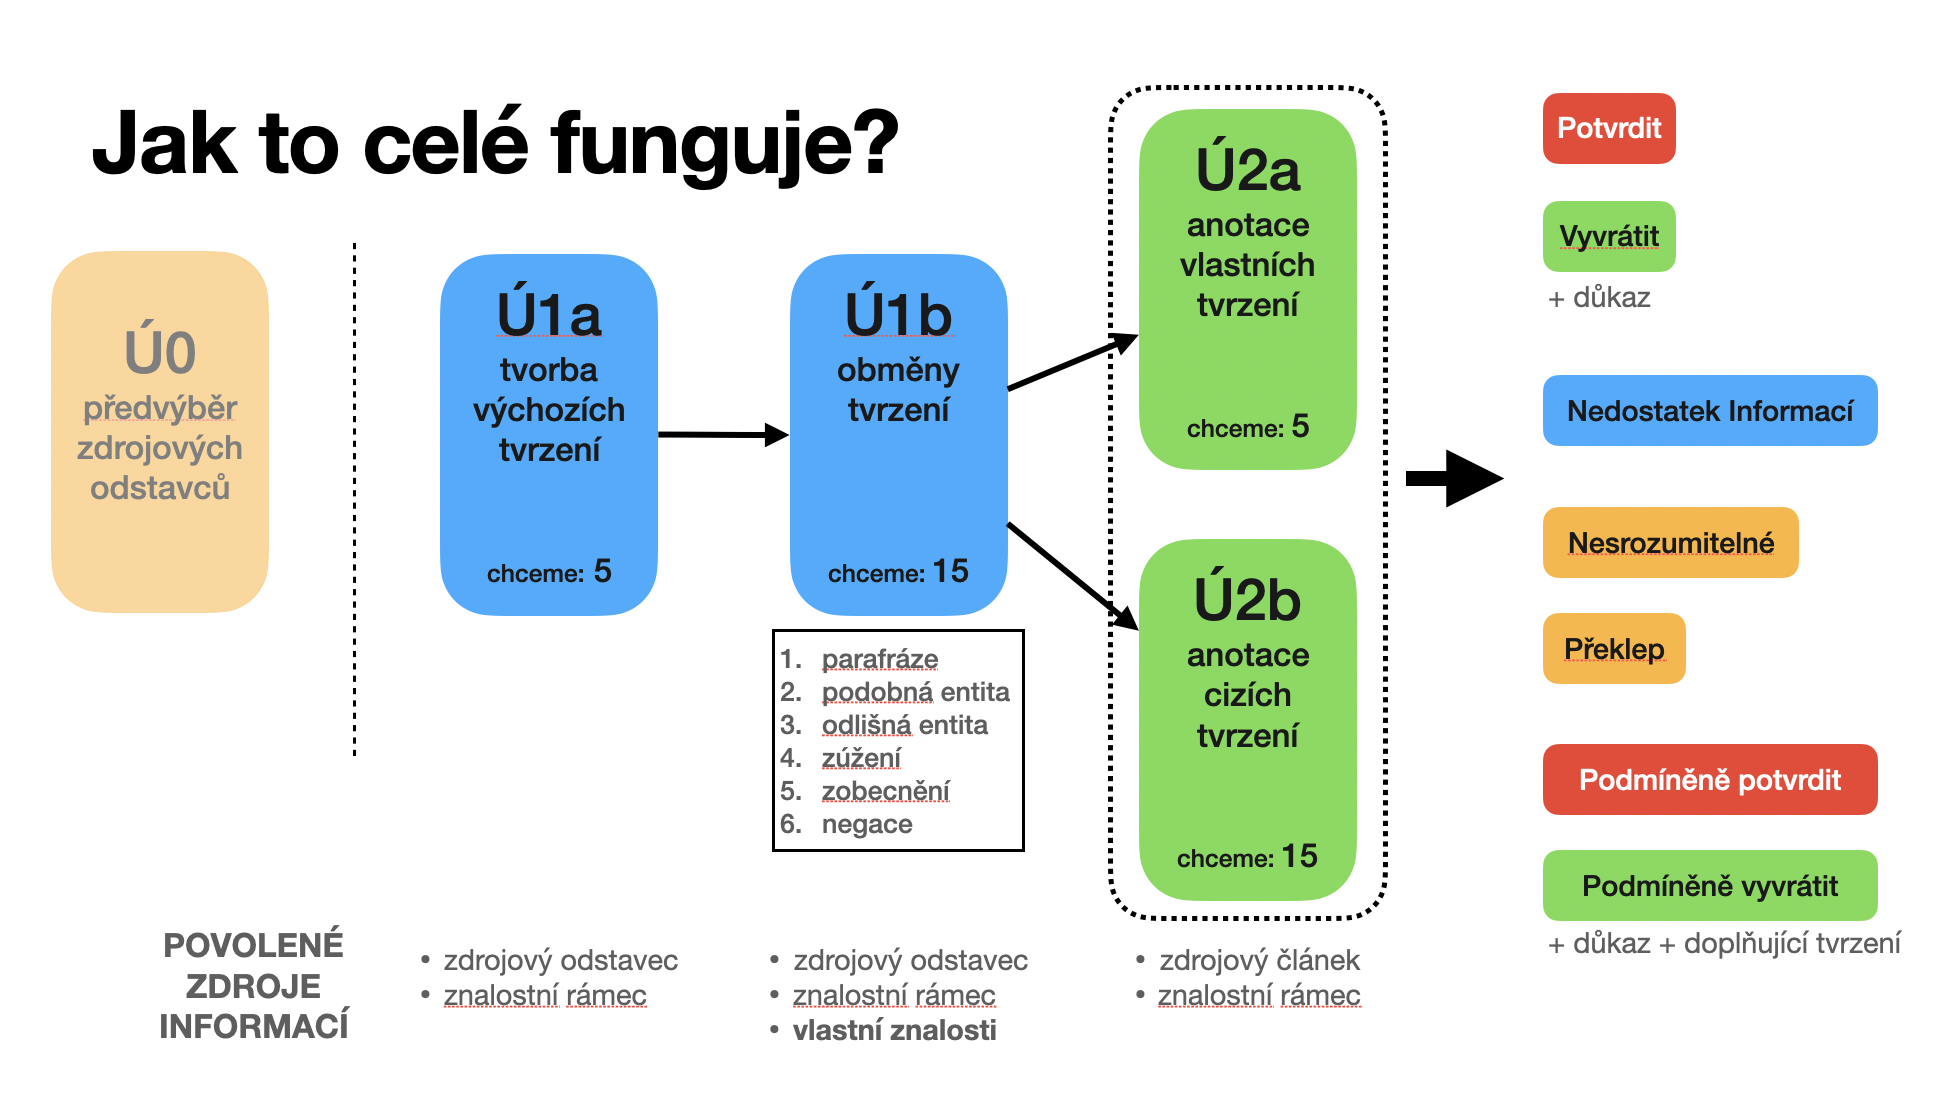 Jak to celé funguje?
Ú0
předvýběr
zdrojových
odstavců
Ú1a
tvorba
výchozích
tvrzení
chceme: 5
Ú1b
obměny
tvrzení
chceme: 15
1. parafráze
2. podobná entita
3. odlišná entita
4. zúžení
5. zobecnění
6. negace
Ú2a
anotace
vlastních
tvrzení
chceme: 5
Ú2b
anotace
cizích
tvrzení
chceme: 15
Potvrdit
Vyvrátit
+ důkaz
Nedostatek Informací
Nesrozumitelné
Překlep
Podmíněně potvrdit
Podmíněně vyvrátit
+ důkaz + doplňující tvrzení
POVOLENÉ
ZDROJE
INFORMACÍ
• zdrojový odstavec
• znalostní rámec
• zdrojový odstavec
• znalostní rámec
• vlastní znalosti
• zdrojový článek
• znalostní rámec